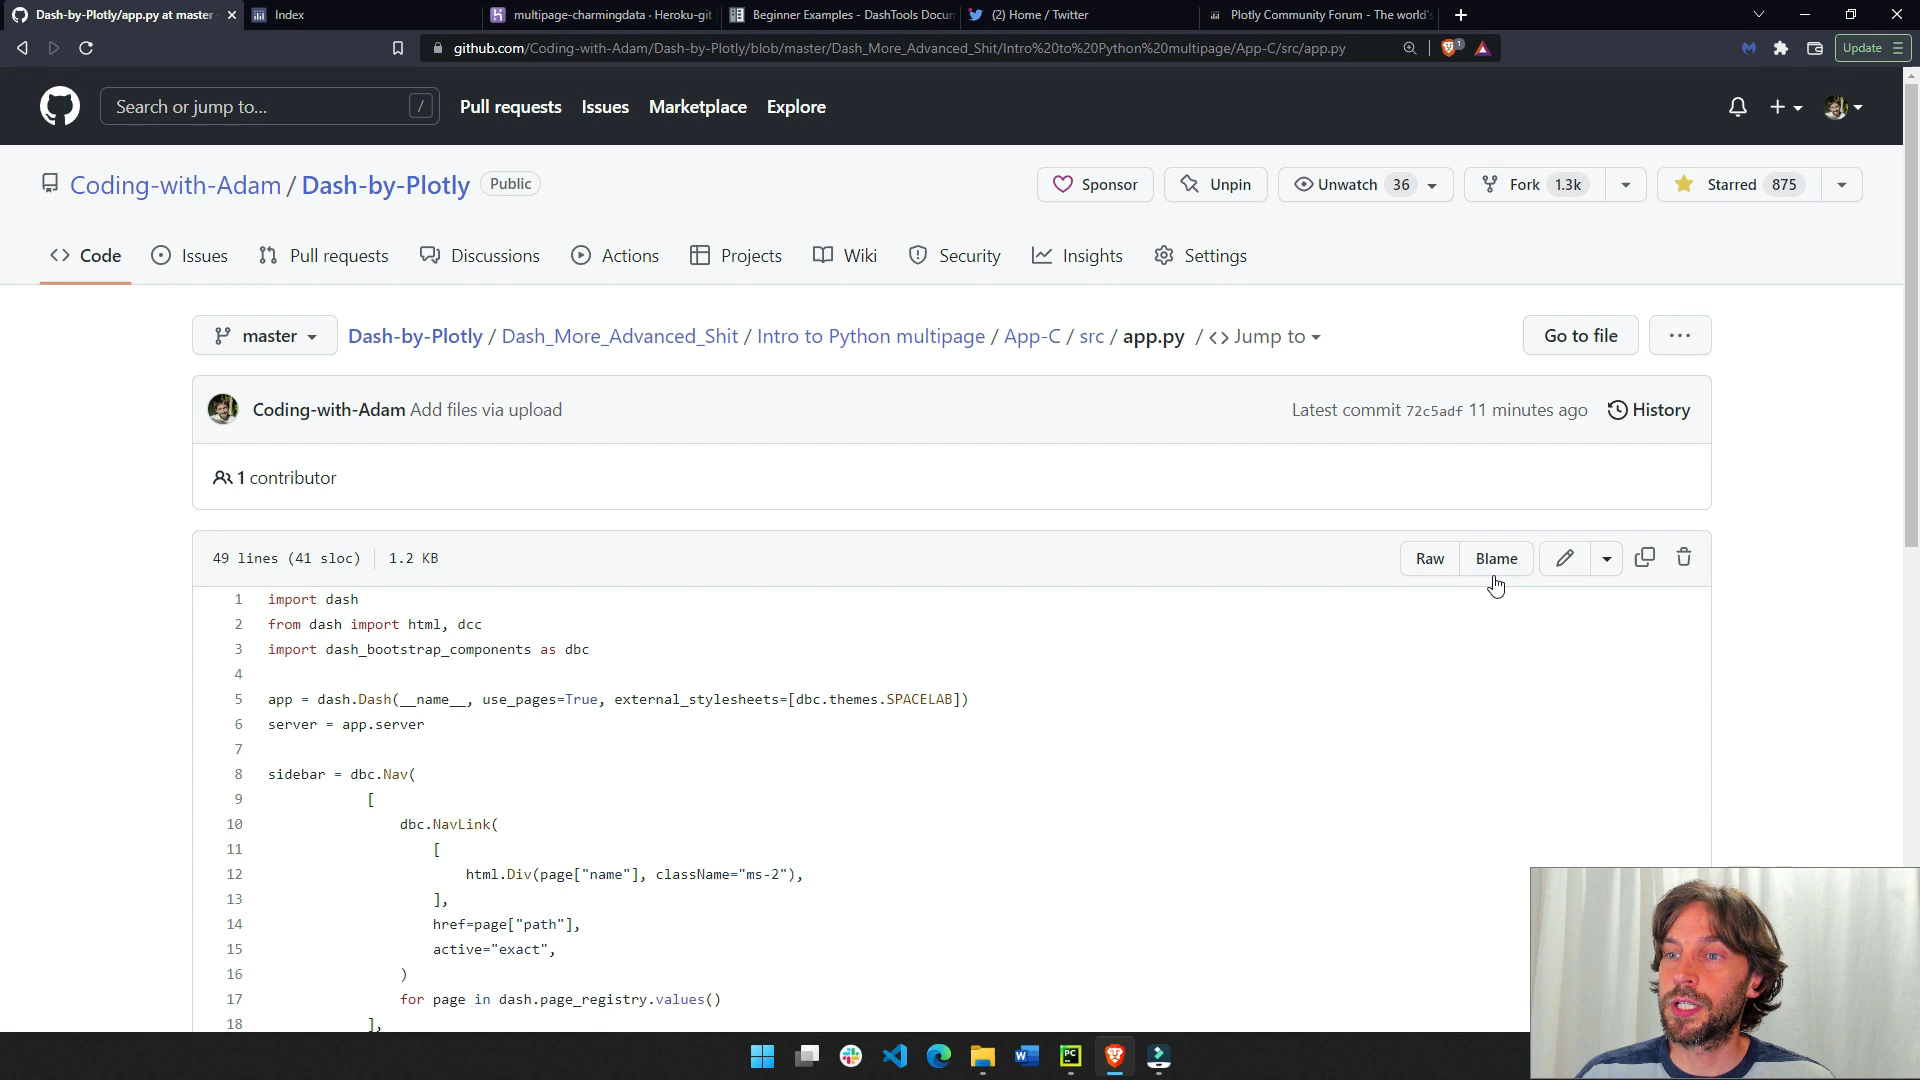 Dash-by-Plotly/app.py at master
Index
multipage-charmingdata · Heroku-git
Beginner Examples - DashTools Docun
(2) Home / Twitter
Plotly Community Forum - The world's
github.com/Coding-with-Adam/Dash-by-Plotly/blob/master/Dash_More_Advanced_Shit/Intro%20to%20Python%20multipage/App-C/src/app.py
1
Update
Search or jump to...
/
Pull requests
Issues
Marketplace
Explore
Coding-with-Adam / Dash-by-Plotly
Public
Sponsor
Unpin
Unwatch 36
Fork 1.3k
Starred 875
Code
Issues
Pull requests
Discussions
Actions
Projects
Wiki
Security
Insights
Settings
master
Dash-by-Plotly / Dash_More_Advanced_Shit / Intro to Python multipage / App-C / src / app.py / <> Jump to
Go to file
...
Coding-with-Adam Add files via upload
Latest commit 72c5adf 11 minutes ago
History
1 contributor
49 lines (41 sloc)
1.2 KB
Raw
Blame
1 import dash
2 from dash import html, dcc
3 import dash_bootstrap_components as dbc
4
5 app = dash.Dash(__name__, use_pages=True, external_stylesheets=[dbc.themes.SPACELAB])
6 server = app.server
7
8 sidebar = dbc.Nav(
9 [
10 dbc.NavLink(
11 [
12 html.Div(page["name"], className="ms-2"),
13 ],
14 href=page["path"],
15 active="exact",
16 )
17 for page in dash.page_registry.values()
18 ],
PC